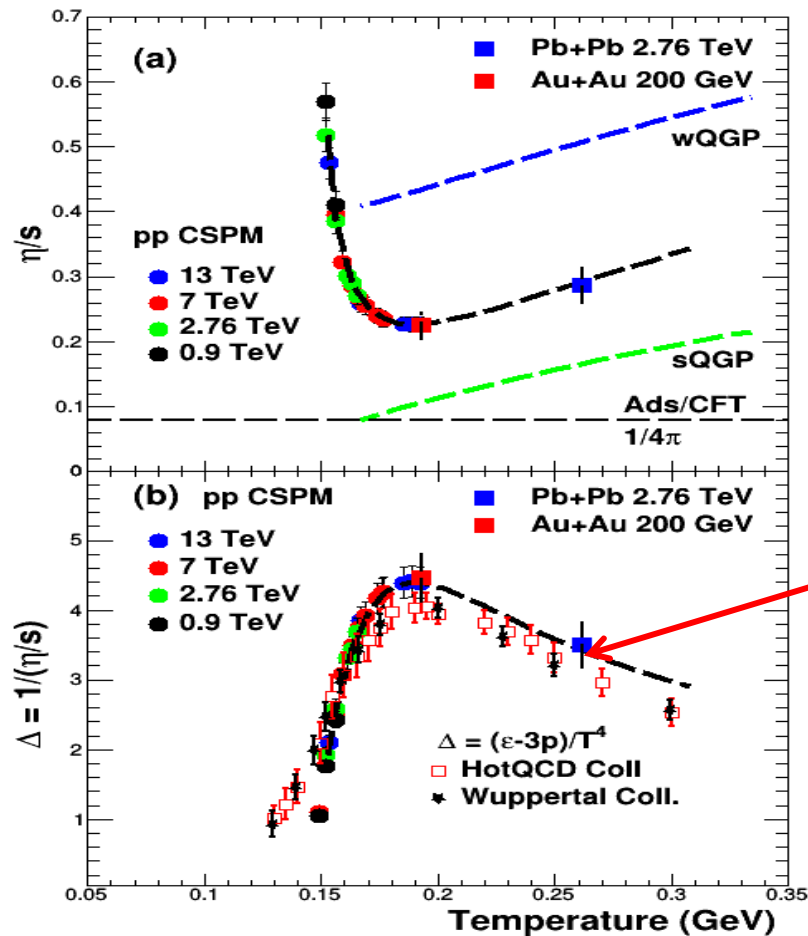 0.7
(a)
Pb+Pb 2.76 TeV
Au+Au 200 GeV
0.6
wQGP
0.5
0.4
η/s
pp CSPM
13 TeV
7 TeV
2.76 TeV
0.9 TeV
0.3
0.2
sQGP
0.1
Ads/CFT
1/4π
0
(b)
pp CSPM
Pb+Pb 2.76 TeV
Au+Au 200 GeV
13 TeV
7 TeV
2.76 TeV
0.9 TeV
5
4
3
2
1
Δ = 1/(η/s)
Δ = (ε-3p)/T4
HotQCD Coll
Wuppertal Coll.
0.05
0.1
0.15
0.2
0.25
0.3
0.35
Temperature (GeV)